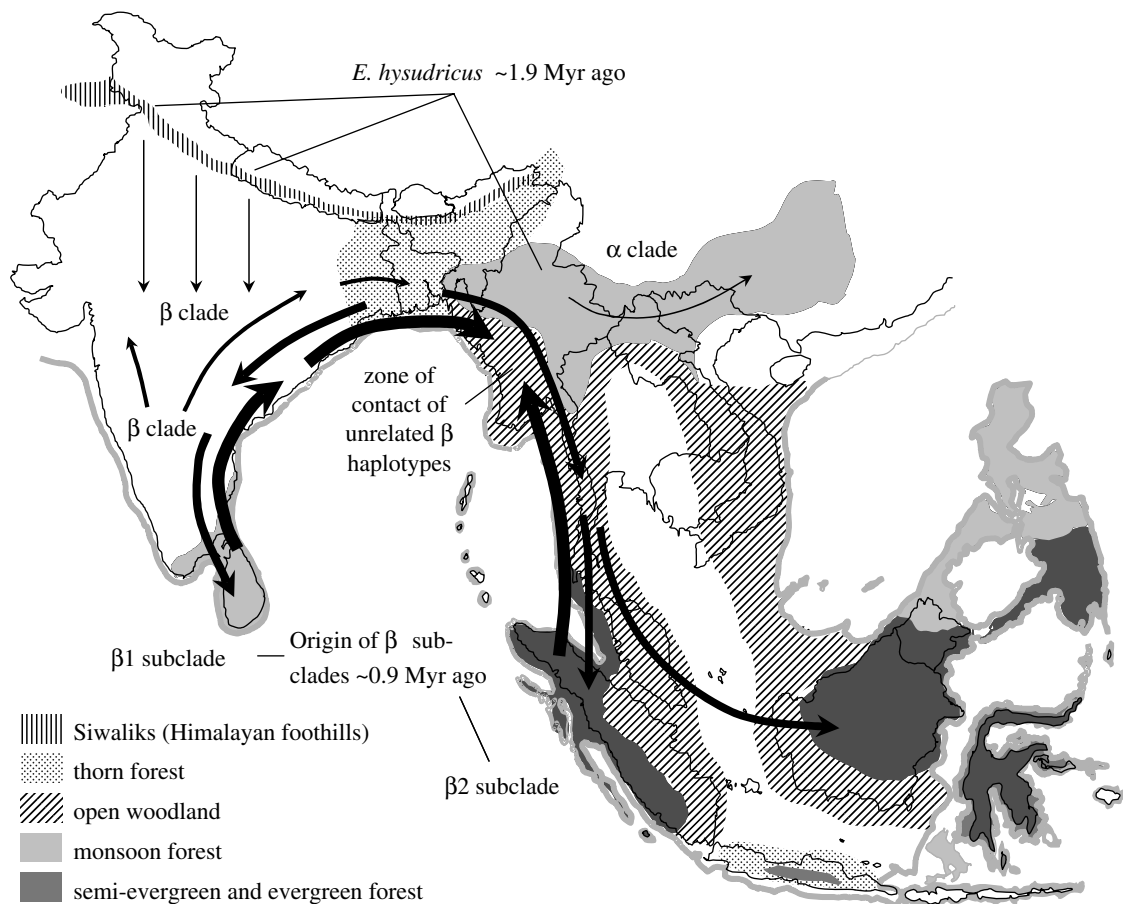 E. hysudricus ~1.9 Myr ago
α clade
β clade
zone of
contact of
unrelated β
haplotypes
β clade
β1 subclade
Origin of β sub-
clades ~0.9 Myr ago
β2 subclade
Siwaliks (Himalayan foothills)
thorn forest
open woodland
monsoon forest
semi-evergreen and evergreen forest